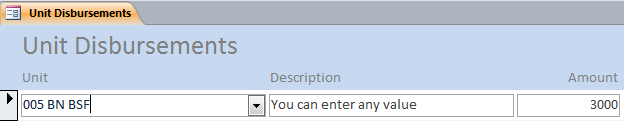 Unit Disbursements
Unit Disbursements
Unit Description Amount
005 BN BSF You can enter any value 3000